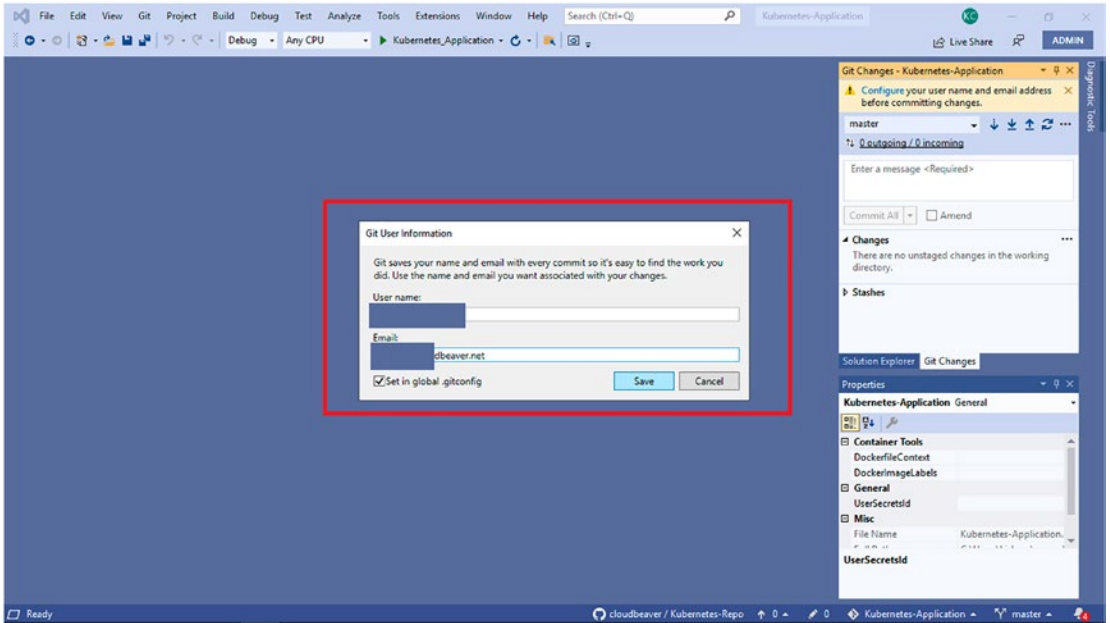 File Edit View Git Project Build Debug Test Analyze Tools Extensions Window Help Search (Ctrl+Q) Kubernetes-Application KC
Debug Any CPU Kubernetes_Application Live Share ADMIN
Git Changes - Kubernetes-Application
Configure your user name and email address
before committing changes.
master
0 outgoing / 0 incoming
Enter a message <Required>
Commit All Amend
Changes
There are no unstaged changes in the working
directory.
Stashes
Solution Explorer Git Changes
Diagnostic Tools
Git User Information
Git saves your name and email with every commit so it's easy to find the work you
did. Use the name and email you want associated with your changes.
User name:
Email:
dbeaver.net
Set in global .gitconfig Save Cancel
Properties
Kubernetes-Application General
Container Tools
DockerfileContext
DockerImageLabels
General
UserSecretsId
Misc
File Name Kubernetes-Application.
UserSecretsId
Ready cloudbeaver / Kubernetes-Repo 0 0 Kubernetes-Application master 4